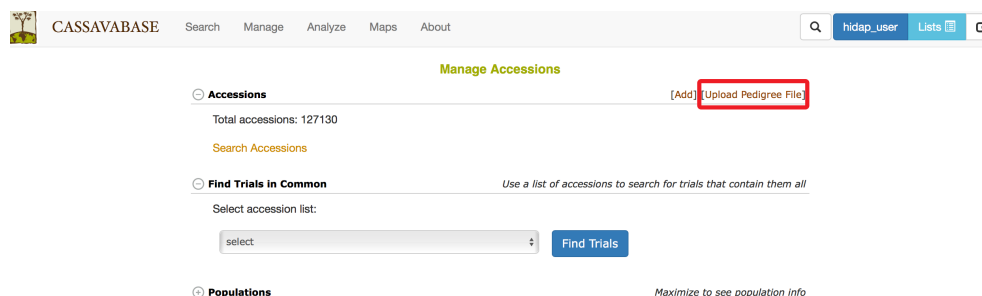 CASSAVABASE Search Manage Analyze Maps About hidap_user Lists
Manage Accessions
Accessions [Add] [Upload Pedigree File]
Total accessions: 127130
Search Accessions
Find Trials in Common Use a list of accessions to search for trials that contain them all
Select accession list:
select Find Trials
Populations Maximize to see population info